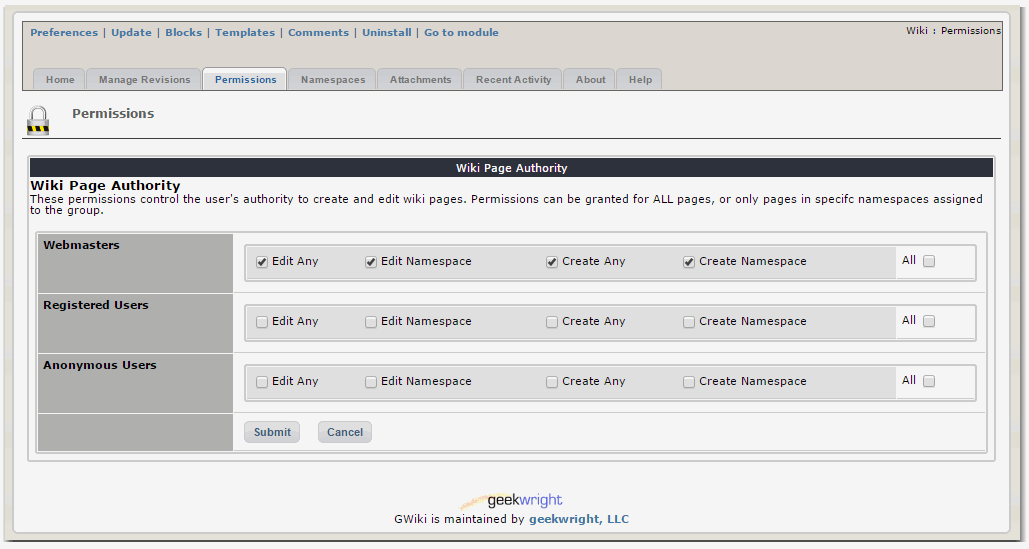 Preferences | Update | Blocks | Templates | Comments | Uninstall | Go to module
Wiki : Permissions
Home Manage Revisions Permissions Namespaces Attachments Recent Activity About Help
Permissions
Wiki Page Authority
Wiki Page Authority
These permissions control the user's authority to create and edit wiki pages. Permissions can be granted for ALL pages, or only pages in specifc namespaces assigned
to the group.
Webmasters
Edit Any Edit Namespace Create Any Create Namespace All
Registered Users
Edit Any Edit Namespace Create Any Create Namespace All
Anonymous Users
Edit Any Edit Namespace Create Any Create Namespace All
Submit Cancel
geekwright
GWiki is maintained by geekwright, LLC